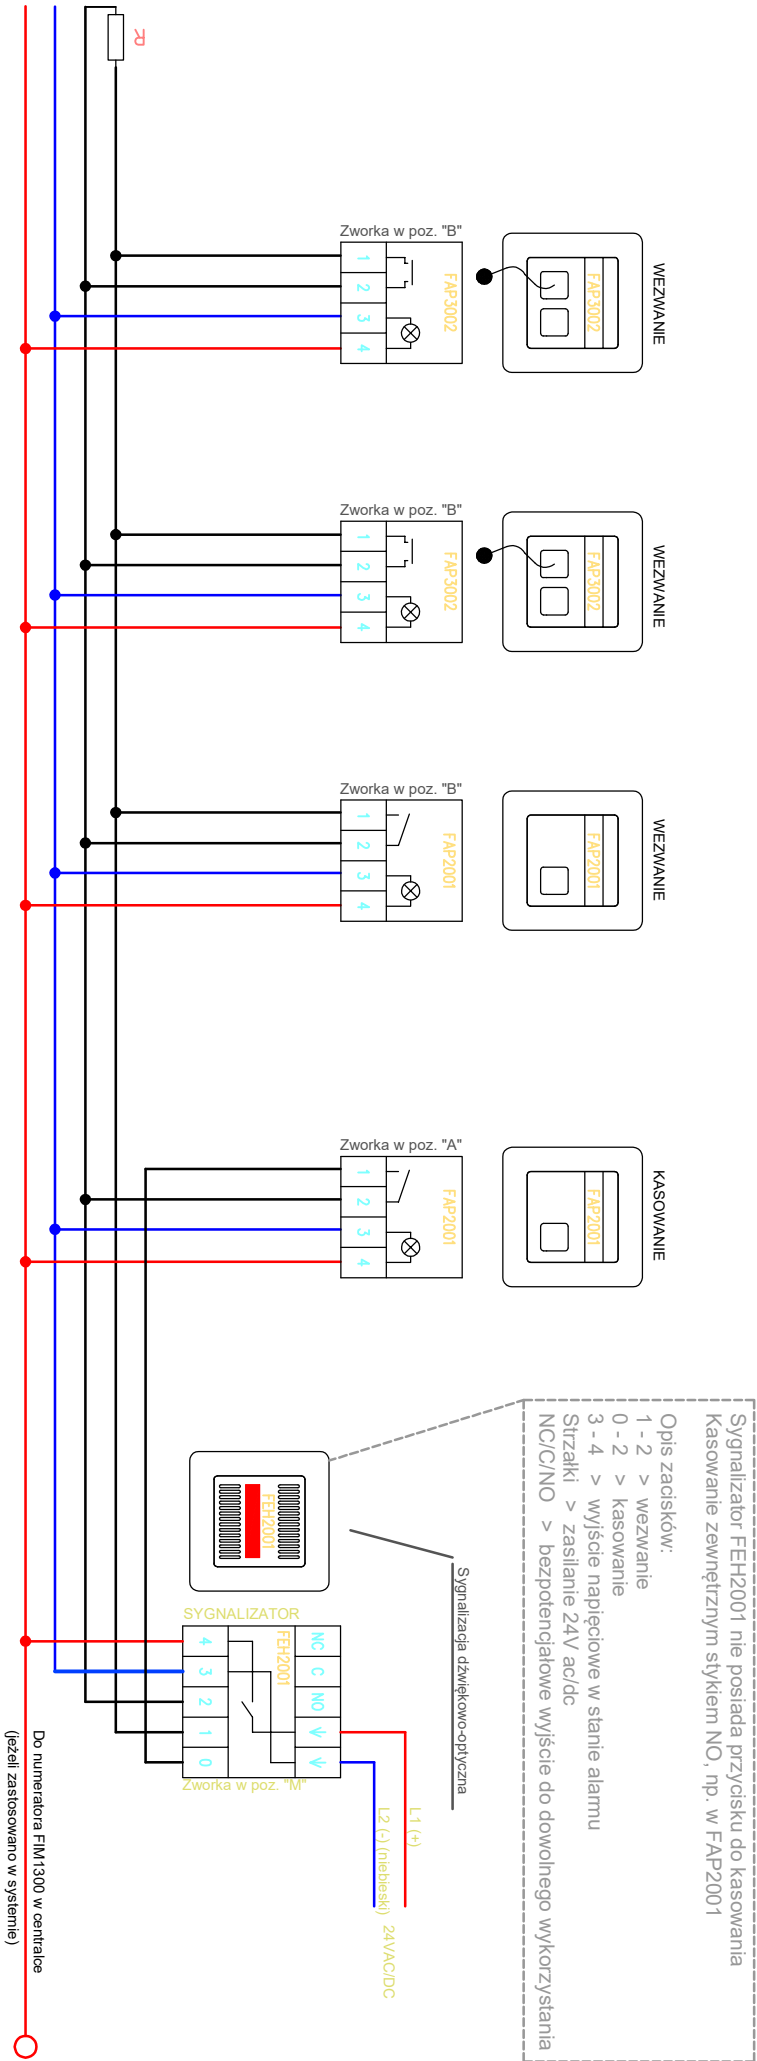 R
Zworka w poz. "B"
1
2
3
4
FAP3002
FAP3002
WEZWANIE
Zworka w poz. "B"
1
2
3
4
FAP3002
FAP3002
WEZWANIE
Zworka w poz. "B"
1
2
3
4
FAP2001
FAP2001
WEZWANIE
Zworka w poz. "A"
1
2
3
4
FAP2001
FAP2001
KASOWANIE
Sygnalizator FEH2001 nie posiada przycisku do kasowania
Kasowanie zewnętrznym stykiem NO, np. w FAP2001
Opis zacisków:
1 - 2 > wezwanie
0 - 2 > kasowanie
3 - 4 > wyjście napięciowe w stanie alarmu
Strzałki > zasilanie 24V ac/dc
NC/C/NO > bezpotencjałowe wyjście do dowolnego wykorzystania
FEH2001
Sygnalizacja dźwiękowo-optyczna
SYGNALIZATOR
FEH2001
NC
C
NO
4
3
2
1
0
Zworka w poz. "M"
L1 (+)
L2 (-) (niebieski)
24VAC/DC
Do numeratora FIM1300 w centralce
(jeżeli zastosowano w systemie)